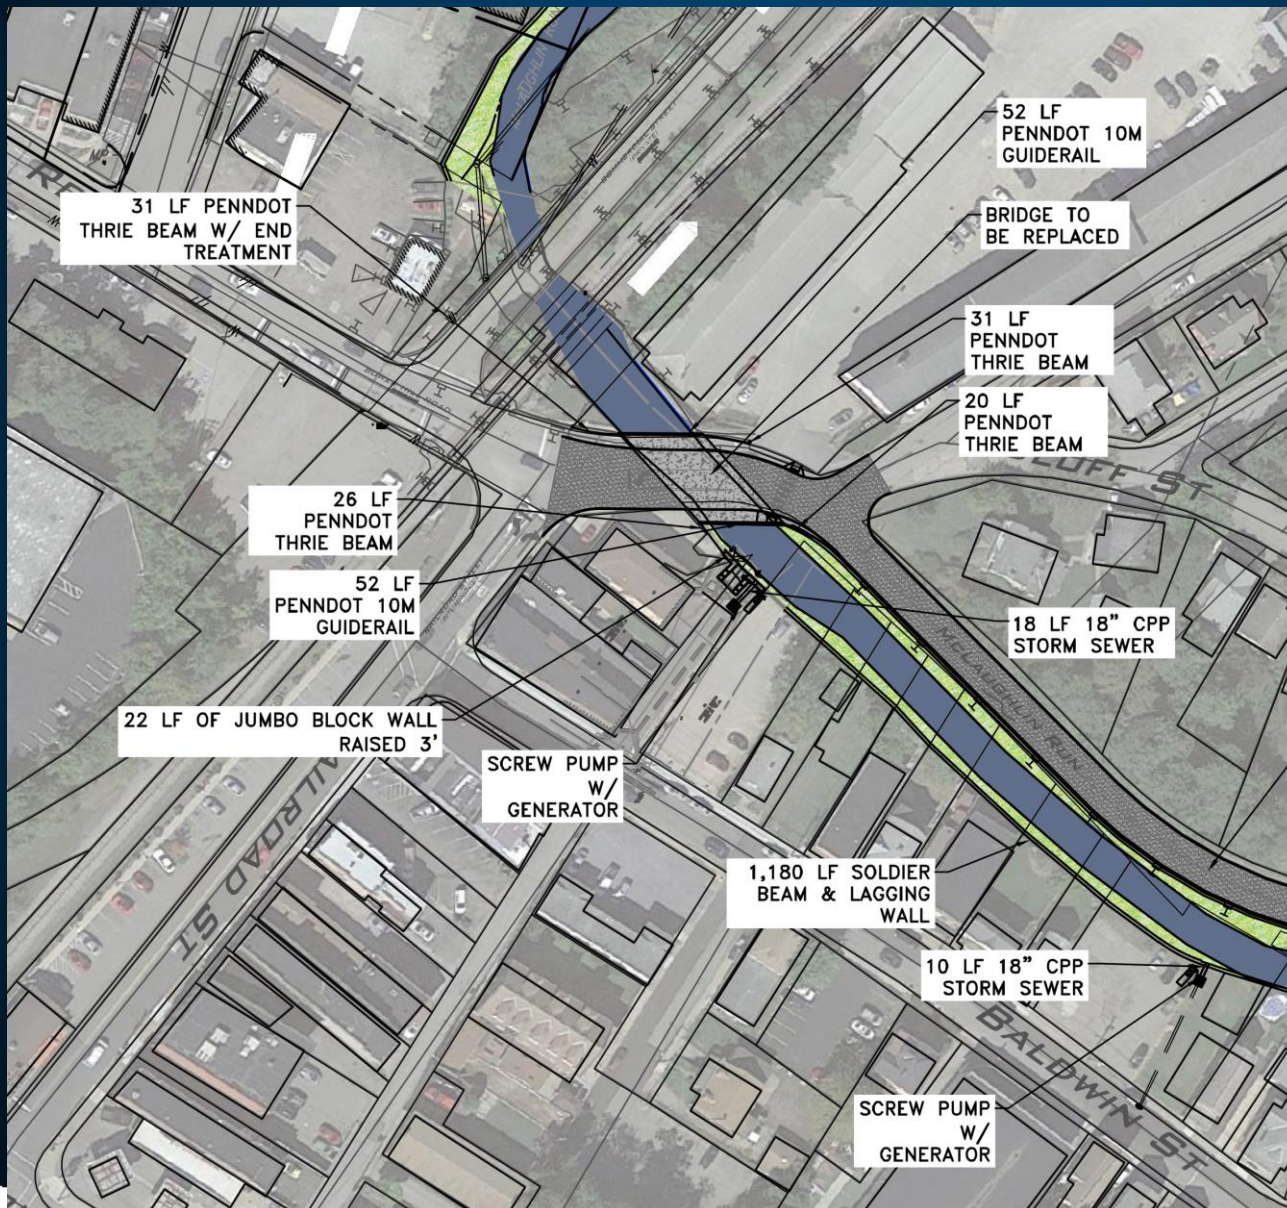 McLAUGHLIN RUN
52 LF
PENNDOT 10M
GUIDERAIL
31 LF PENNDOT
THRIE BEAM W/ END
TREATMENT
BRIDGE TO
BE REPLACED
31 LF
PENNDOT
THRIE BEAM
20 LF
PENNDOT
THRIE BEAM
26 LF
PENNDOT
THRIE BEAM
52 LF
PENNDOT 10M
GUIDERAIL
18 LF 18" CPP
STORM SEWER
MCLAUGHLIN RUN
22 LF OF JUMBO BLOCK WALL
RAISED 3'
SCREW PUMP
W/
GENERATOR
RAILROAD ST
1,180 LF SOLDIER
BEAM & LAGGING
WALL
10 LF 18" CPP
STORM SEWER
BALDWIN ST
SCREW PUMP
W/
GENERATOR